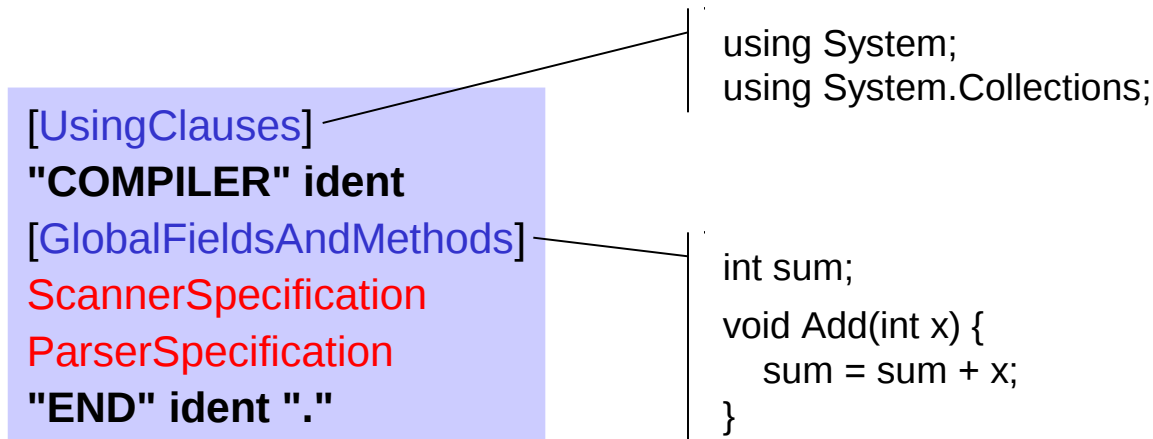 using System;
using System.Collections;
[UsingClauses]
"COMPILER" ident
[GlobalFieldsAndMethods]
ScannerSpecification
ParserSpecification
"END" ident "."
int sum;
void Add(int x) {
sum = sum + x;
}